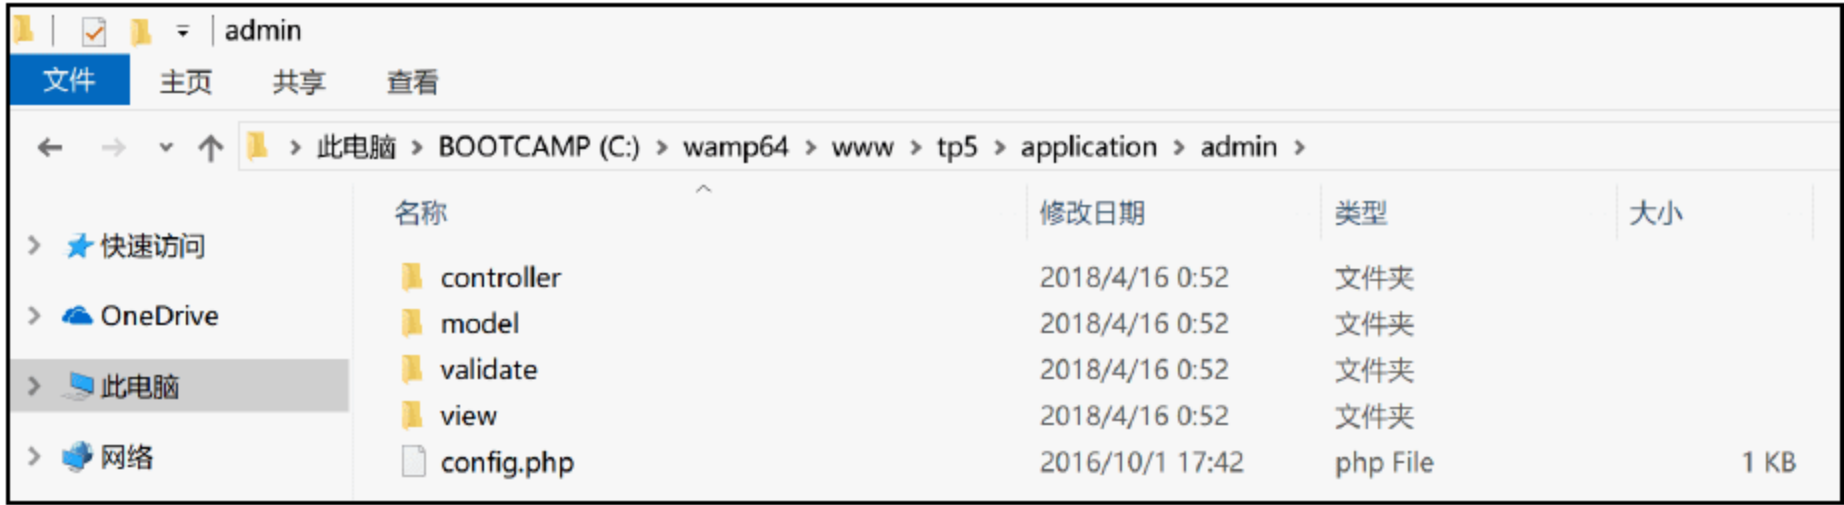 admin
文件 主页 共享 查看
此电脑 BOOTCAMP (C:) wamp64 www tp5 application admin
名称 修改日期 类型 大小
快速访问
OneDrive
此电脑
网络
controller 2018/4/16 0:52 文件夹
model 2018/4/16 0:52 文件夹
validate 2018/4/16 0:52 文件夹
view 2018/4/16 0:52 文件夹
config.php 2016/10/1 17:42 php File 1 KB